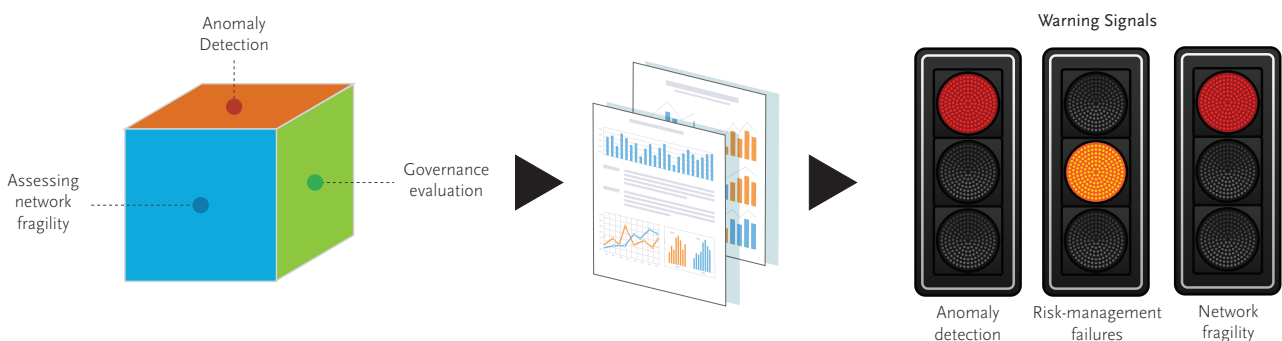 Anomaly
Detection
Assessing
network
fragility
Governance
evaluation
Warning Signals
Anomaly
detection
Risk-management
failures
Network
fragility